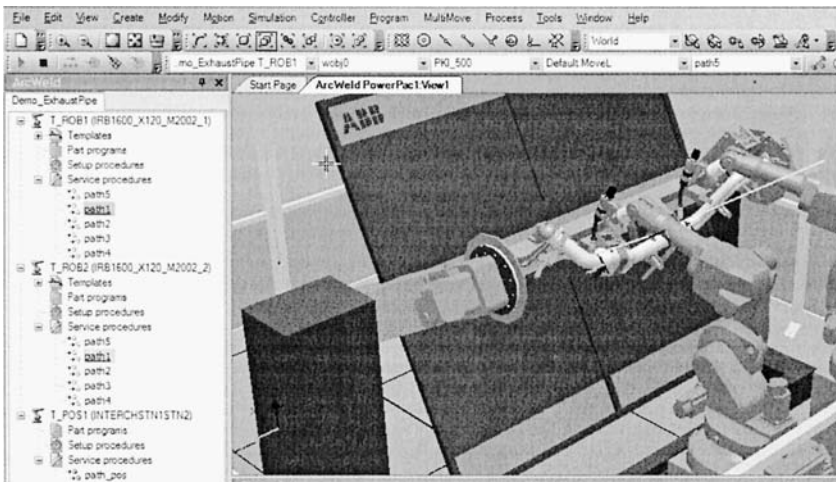 File Edit View Create Modify Motion Simulation Controller Program MultiMove Process Tools Window Help
World
..mo_ExhaustPipe T_ROB1 wobj0 PKI_500 Default MoveL path5
ArcWeld
Start Page ArcWeld PowerPac1:View1
Demo_ExhaustPipe
T_ROB1 (IRB1600_X120_M2002_1)
Templates
Part programs
Setup procedures
Service procedures
path5
path1
path2
path3
path4
T_ROB2 (IRB1600_X120_M2002_2)
Templates
Part programs
Setup procedures
Service procedures
path5
path1
path2
path3
path4
T_POS1 (INTERCHSTN1STN2)
Part programs
Setup procedures
Service procedures
path_pos
ABB